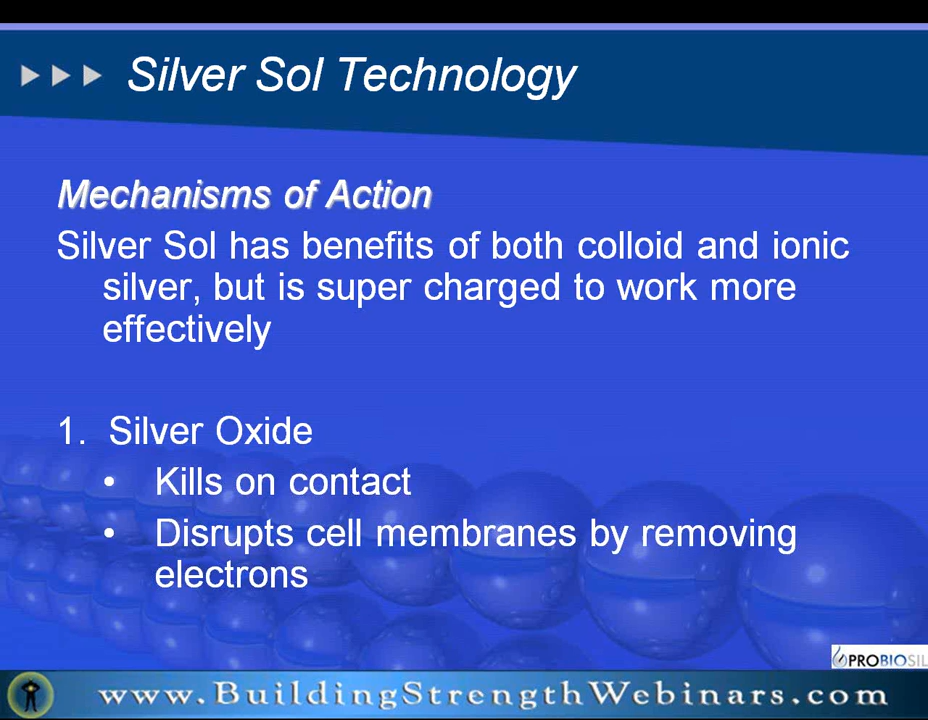 Silver Sol Technology
Mechanisms of Action
Silver Sol has benefits of both colloid and ionic
silver, but is super charged to work more
effectively
1. Silver Oxide
• Kills on contact
• Disrupts cell membranes by removing
electrons
PROBIOSIL
www.BuildingStrengthWebinars.com